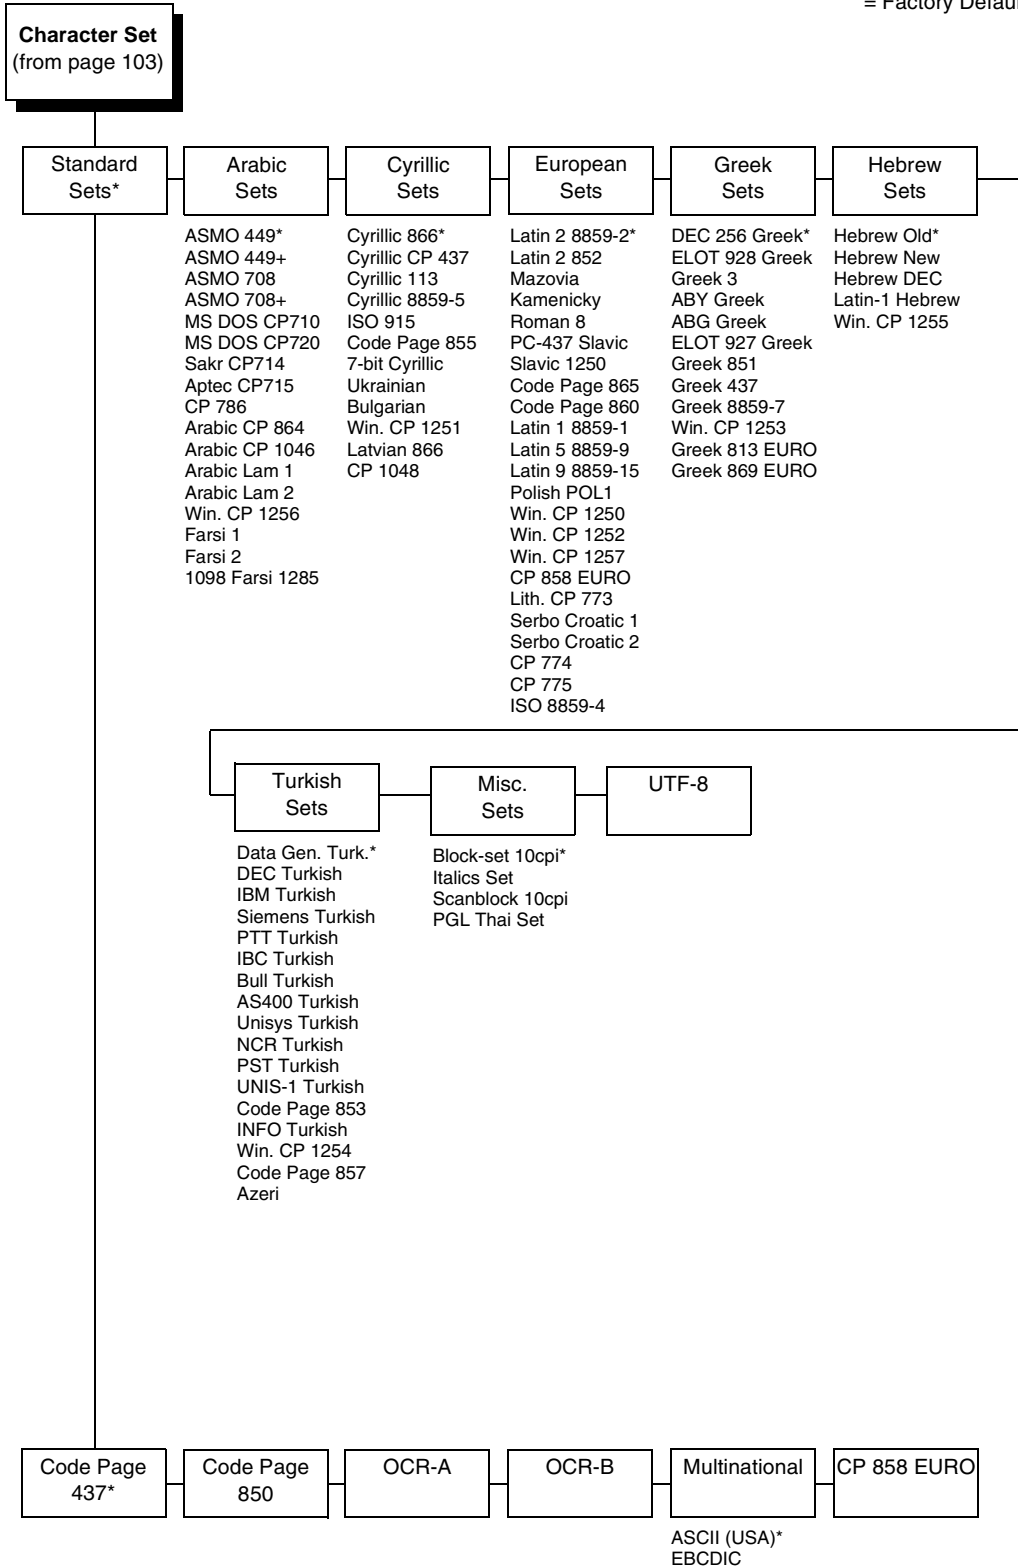 = Factory Defau
Character Set
(from page 103)
Standard
Sets*
Arabic
Sets
Cyrillic
Sets
European
Sets
Greek
Sets
Hebrew
Sets
ASMO 449*
ASMO 449+
ASMO 708
ASMO 708+
MS DOS CP710
MS DOS CP720
Sakr CP714
Aptec CP715
CP 786
Arabic CP 864
Arabic CP 1046
Arabic Lam 1
Arabic Lam 2
Win. CP 1256
Farsi 1
Farsi 2
1098 Farsi 1285
Cyrillic 866*
Cyrillic CP 437
Cyrillic 113
Cyrillic 8859-5
ISO 915
Code Page 855
7-bit Cyrillic
Ukrainian
Bulgarian
Win. CP 1251
Latvian 866
CP 1048
Latin 2 8859-2*
Latin 2 852
Mazovia
Kamenicky
Roman 8
PC-437 Slavic
Slavic 1250
Code Page 865
Code Page 860
Latin 1 8859-1
Latin 5 8859-9
Latin 9 8859-15
Polish POL1
Win. CP 1250
Win. CP 1252
Win. CP 1257
CP 858 EURO
Lith. CP 773
Serbo Croatic 1
Serbo Croatic 2
CP 774
CP 775
ISO 8859-4
DEC 256 Greek*
ELOT 928 Greek
Greek 3
ABY Greek
ABG Greek
ELOT 927 Greek
Greek 851
Greek 437
Greek 8859-7
Win. CP 1253
Greek 813 EURO
Greek 869 EURO
Hebrew Old*
Hebrew New
Hebrew DEC
Latin-1 Hebrew
Win. CP 1255
Turkish
Sets
Misc.
Sets
UTF-8
Data Gen. Turk.*
DEC Turkish
IBM Turkish
Siemens Turkish
PTT Turkish
IBC Turkish
Bull Turkish
AS400 Turkish
Unisys Turkish
NCR Turkish
PST Turkish
UNIS-1 Turkish
Code Page 853
INFO Turkish
Win. CP 1254
Code Page 857
Azeri
Block-set 10cpi*
Italics Set
Scanblock 10cpi
PGL Thai Set
Code Page
437*
Code Page
850
OCR-A
OCR-B
Multinational
CP 858 EURO
ASCII (USA)*
EBCDIC